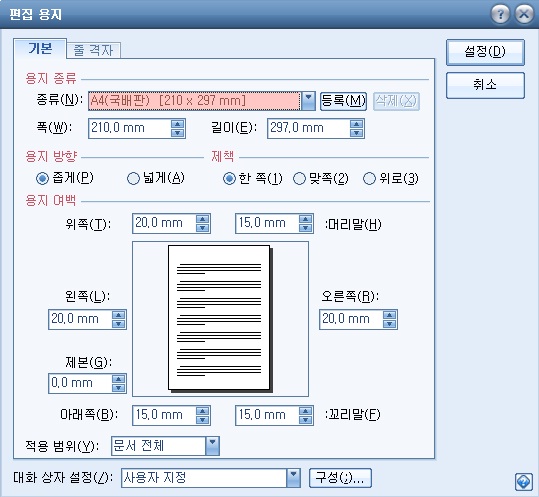 편집 용지
기본 줄 격자
설정(D)
취소
용지 종류
종류(N): A4(국배판) [210 x 297 mm] 등록(M) 삭제(X)
폭(W): 210,0 mm 길이(E): 297,0 mm
용지 방향 제책
좁게(P) 넓게(A) 한 쪽(1) 맞쪽(2) 위로(3)
용지 여백
위쪽(T): 20,0 mm 15,0 mm :머리말(H)
왼쪽(L): 오른쪽(R):
20,0 mm 20,0 mm
제본(G):
0,0 mm
아래쪽(B): 15,0 mm 15,0 mm :꼬리말(F)
적용 범위(Y): 문서 전체
대화 상자 설정(/): 사용자 지정 구성(;)...